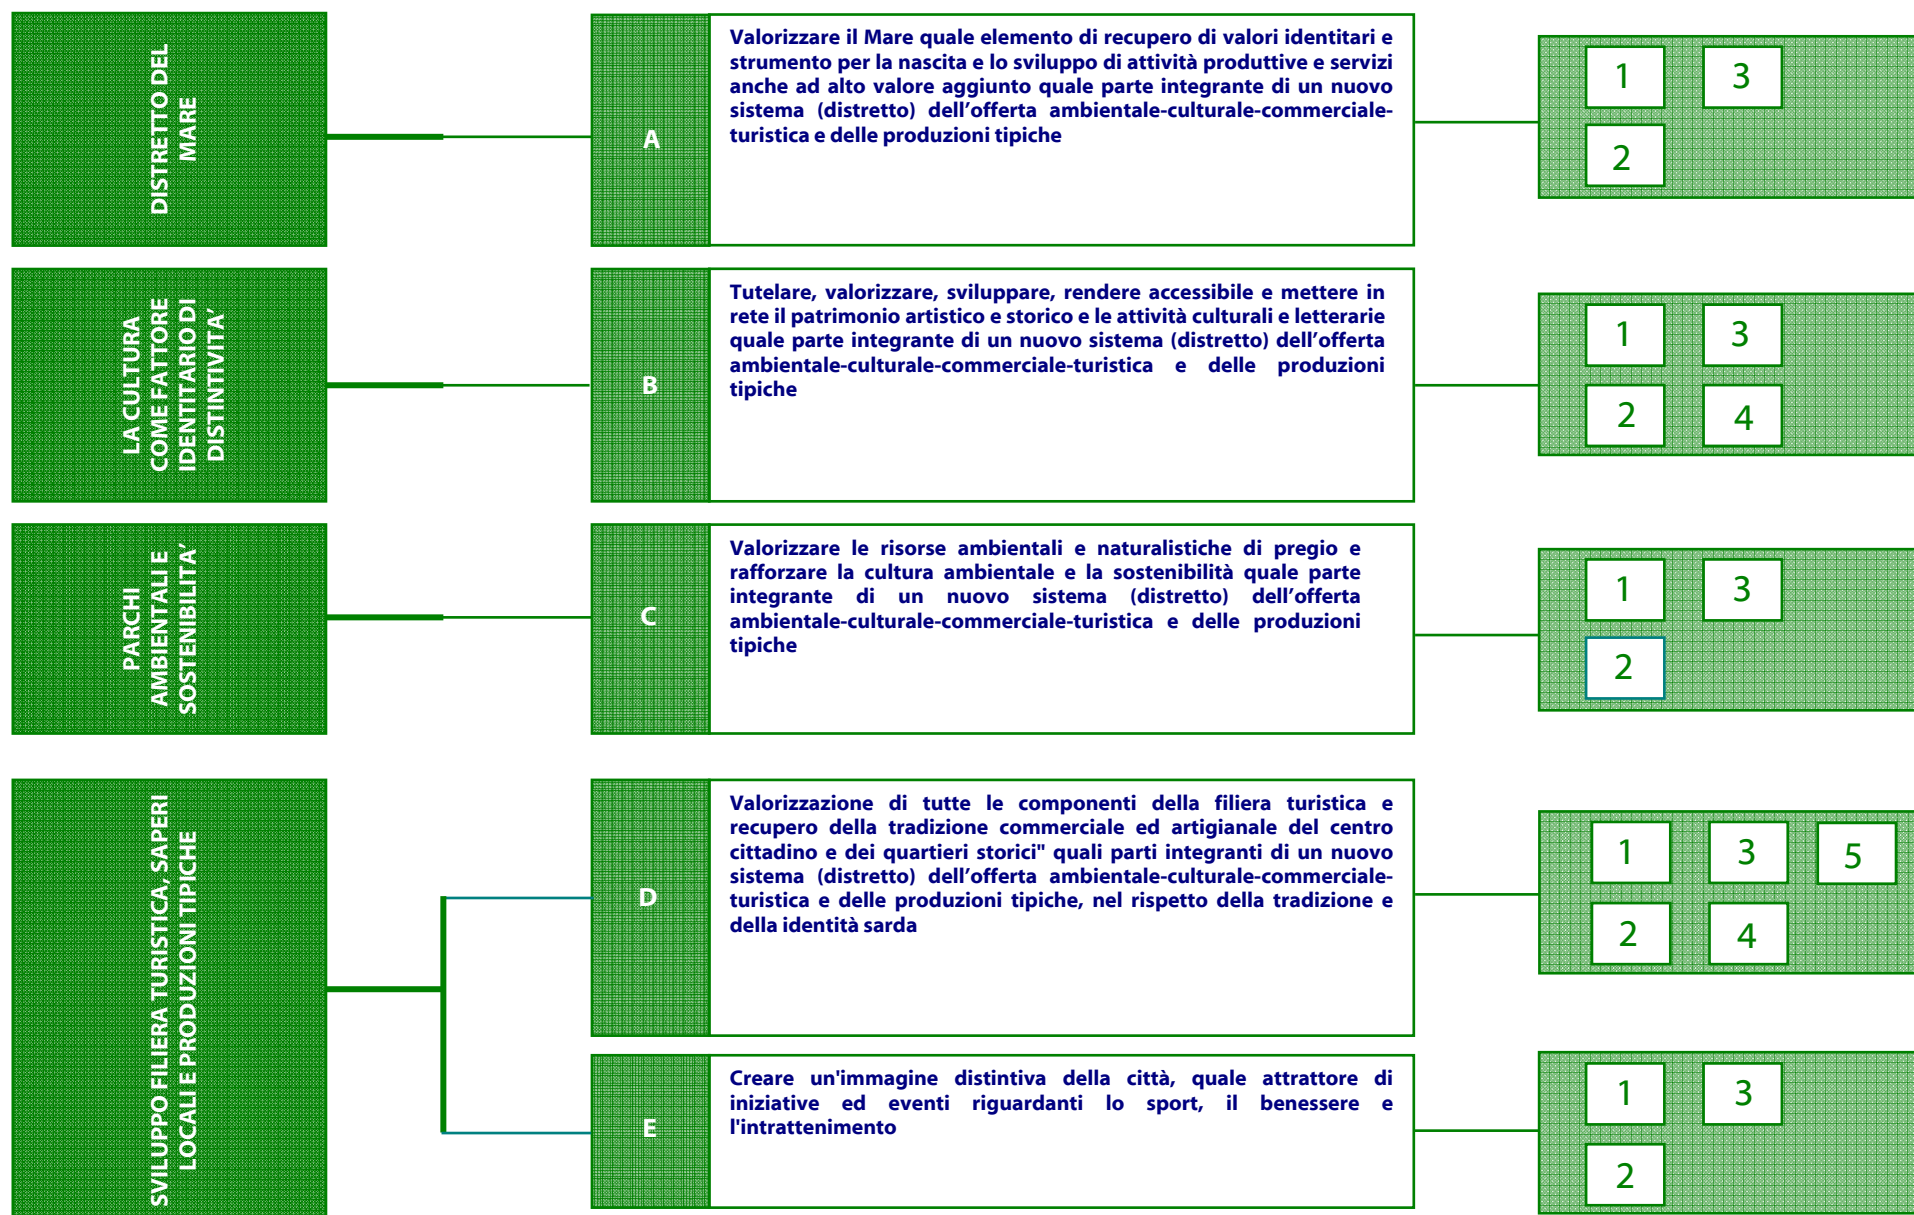 DISTRETTO DEL
MARE
A
Valorizzare il Mare quale elemento di recupero di valori identitari e
strumento per la nascita e lo sviluppo di attività produttive e servizi
anche ad alto valore aggiunto quale parte integrante di un nuovo
sistema (distretto) dell’offerta ambientale-culturale-commerciale-
turistica e delle produzioni tipiche
1 3
2
LA CULTURA
COME FATTORE
IDENTITARIO DI
DISTINTIVITA’
B
Tutelare, valorizzare, sviluppare, rendere accessibile e mettere in
rete il patrimonio artistico e storico e le attività culturali e letterarie
quale parte integrante di un nuovo sistema (distretto) dell’offerta
ambientale-culturale-commerciale-turistica e delle produzioni
tipiche
1 3
2 4
PARCHI
AMBIENTALI E
SOSTENIBILITA’
C
Valorizzare le risorse ambientali e naturalistiche di pregio e
rafforzare la cultura ambientale e la sostenibilità quale parte
integrante di un nuovo sistema (distretto) dell’offerta
ambientale-culturale-commerciale-turistica e delle produzioni
tipiche
1 3
2
SVILUPPO FILIERA TURISTICA, SAPERI
LOCALI E PRODUZIONI TIPICHE
D
Valorizzazione di tutte le componenti della filiera turistica e
recupero della tradizione commerciale ed artigianale del centro
cittadino e dei quartieri storici" quali parti integranti di un nuovo
sistema (distretto) dell’offerta ambientale-culturale-commerciale-
turistica e delle produzioni tipiche, nel rispetto della tradizione e
della identità sarda
1 3 5
2 4
E
Creare un'immagine distintiva della città, quale attrattore di
iniziative ed eventi riguardanti lo sport, il benessere e
l'intrattenimento
1 3
2